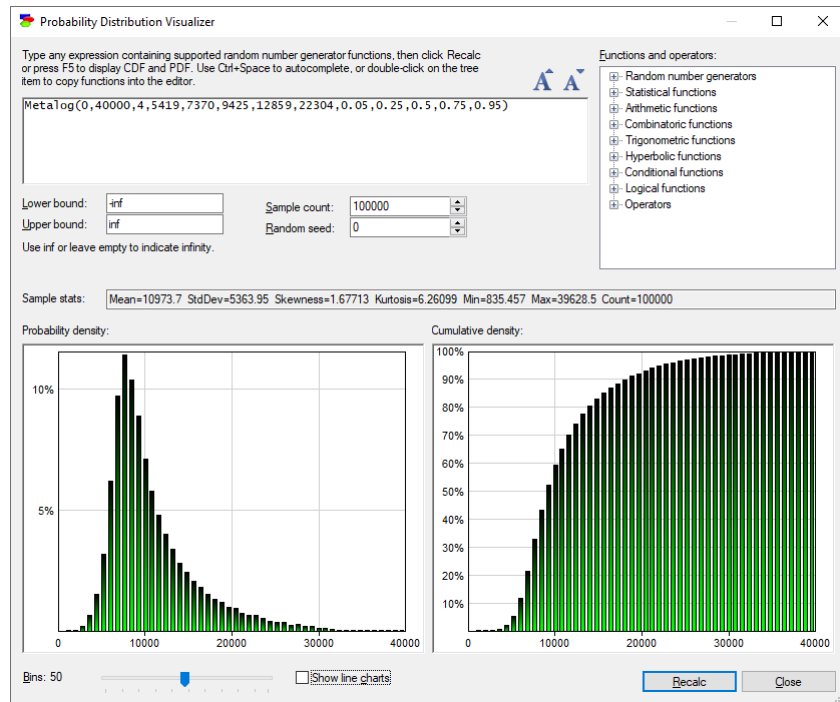 Probability Distribution Visualizer
Type any expression containing supported random number generator functions, then click Recalc
or press F5 to display CDF and PDF. Use Ctrl+Space to autocomplete, or double-click on the tree
item to copy functions into the editor.
A A
Functions and operators:
Metalog(0,40000,4,5419,7370,9425,12859,22304,0.05,0.25,0.5,0.75,0.95)
Random number generators
Statistical functions
Arithmetic functions
Combinatoric functions
Trigonometric functions
Hyperbolic functions
Conditional functions
Logical functions
Operators
Lower bound: -inf
Sample count: 100000
Upper bound: inf
Random seed: 0
Use inf or leave empty to indicate infinity.
Sample stats: Mean=10973.7 StdDev=5363.95 Skewness=1.67713 Kurtosis=6.26099 Min=835.457 Max=39628.5 Count=100000
Probability density:
10%
5%
0 10000 20000 30000 40000
Cumulative density:
100%
90%
80%
70%
60%
50%
40%
30%
20%
10%
0 10000 20000 30000 40000
Bins: 50
Show line charts
Recalc
Close